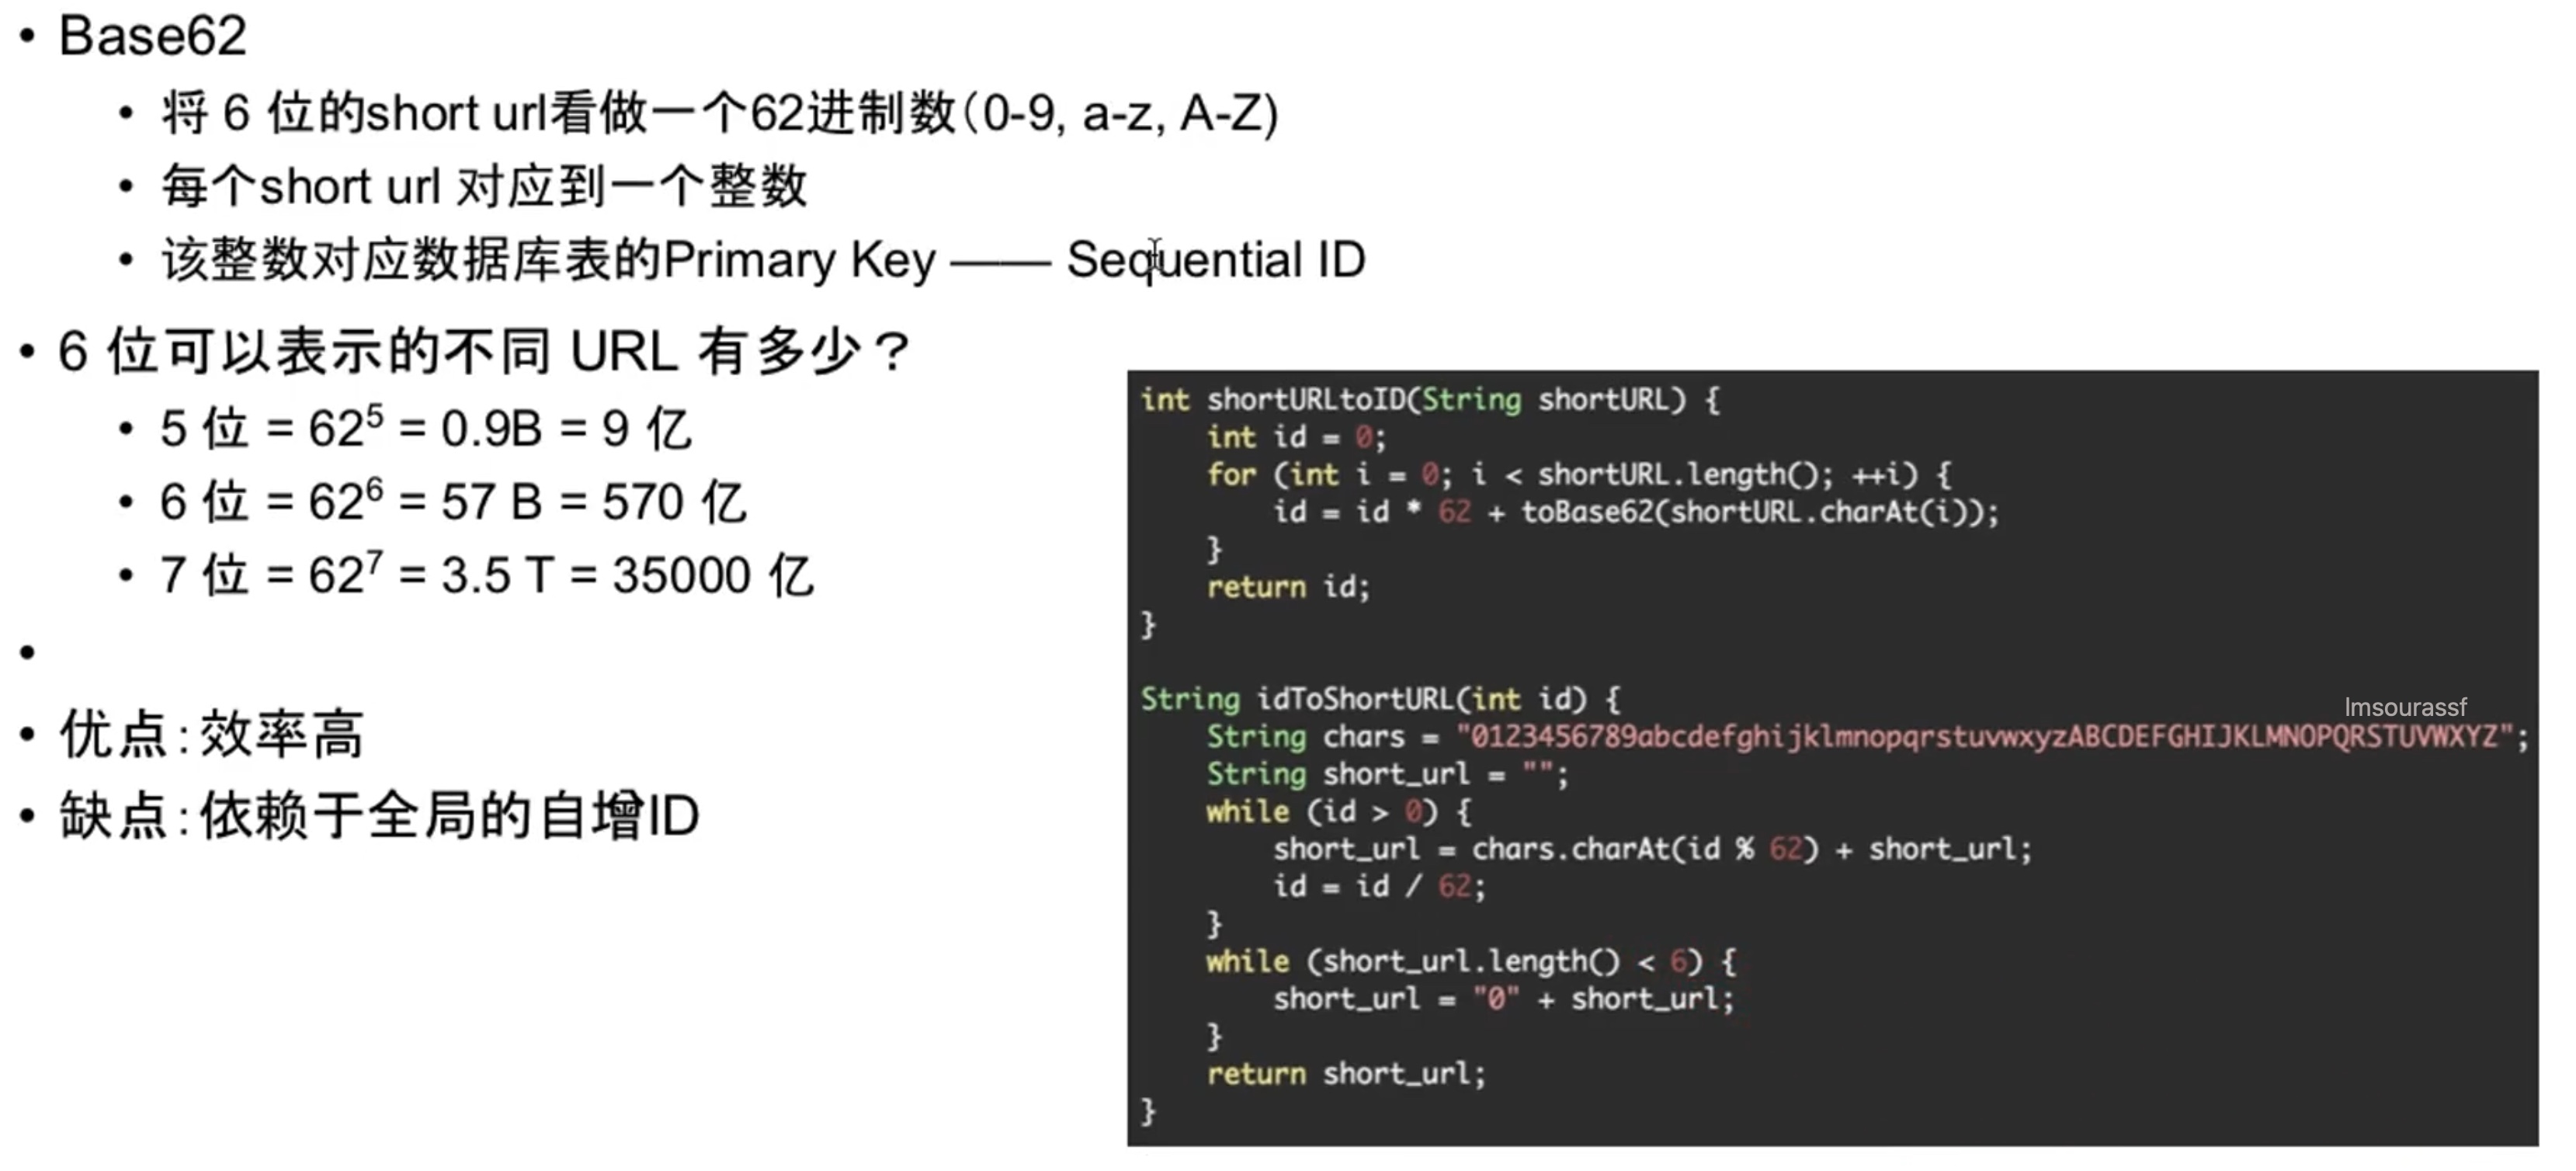 • Base62
• 将 6 位的short url看做一个62进制数(0-9, a-z, A-Z)
• 每个short url 对应到一个整数
• 该整数对应数据库表的Primary Key —— Sequential ID
• 6 位可以表示的不同 URL 有多少？
• 5 位 = 62⁵ = 0.9B = 9 亿
• 6 位 = 62⁶ = 57 B = 570 亿
• 7 位 = 62⁷ = 3.5 T = 35000 亿
•
• 优点：效率高
• 缺点：依赖于全局的自增ID
int shortURLtoID(String shortURL) {
    int id = 0;
    for (int i = 0; i < shortURL.length(); ++i) {
        id = id * 62 + toBase62(shortURL.charAt(i));
    }
    return id;
}
String idToShortURL(int id) {
lmsourassf
    String chars = "0123456789abcdefghijklmnopqrstuvwxyzABCDEFGHIJKLMNOPQRSTUVWXYZ";
    String short_url = "";
    while (id > 0) {
        short_url = chars.charAt(id % 62) + short_url;
        id = id / 62;
    }
    while (short_url.length() < 6) {
        short_url = "0" + short_url;
    }
    return short_url;
}